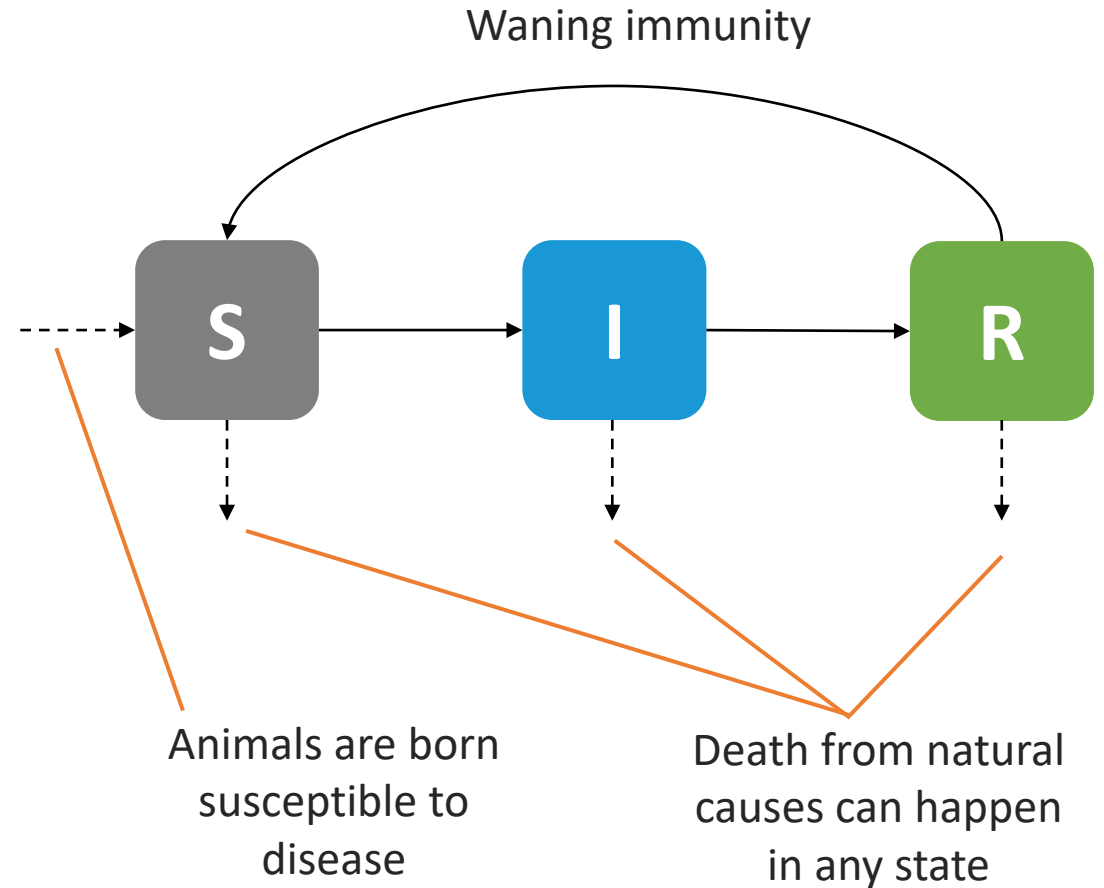 Waning immunity
S
I
R
Animals are born
susceptible to
disease
Death from natural
causes can happen
in any state